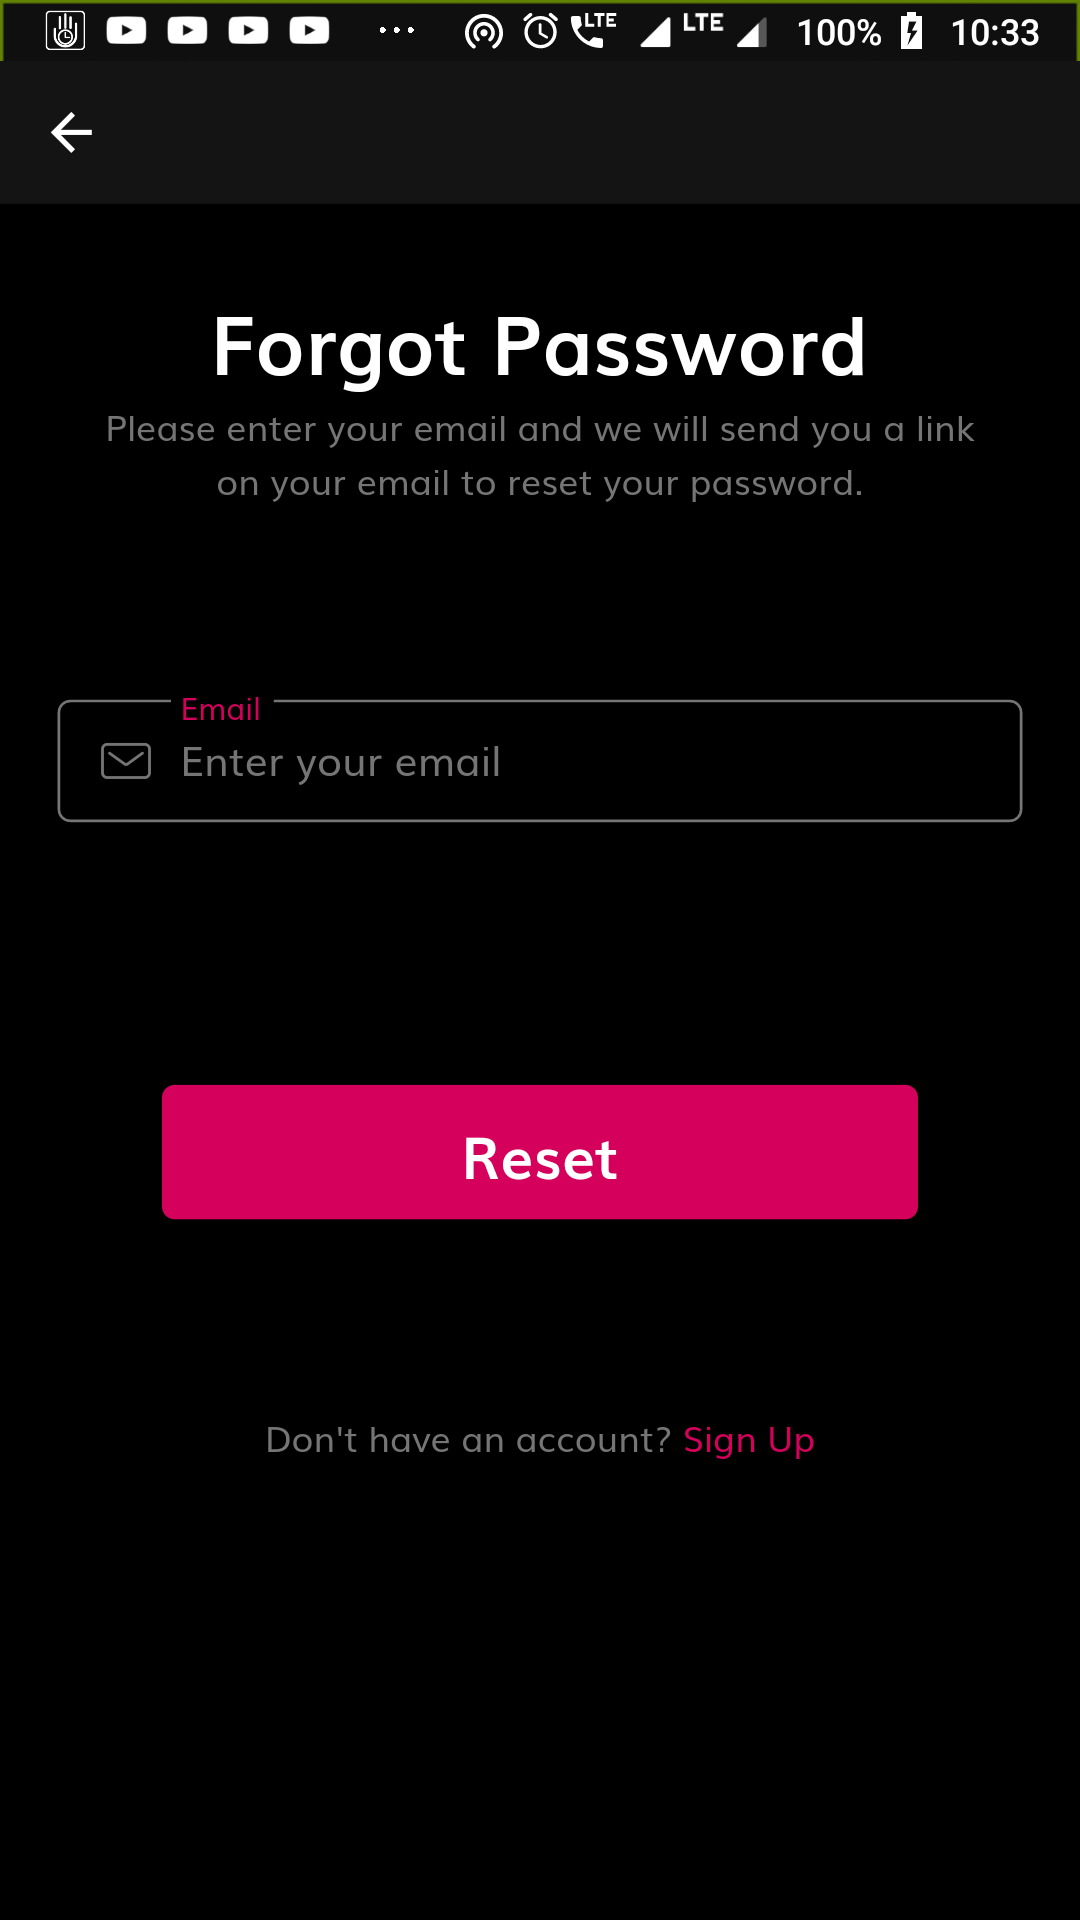 LTE LTE 100% 10:33
Forgot Password
Please enter your email and we will send you a link
on your email to reset your password.
Email
Enter your email
Reset
Don't have an account? Sign Up